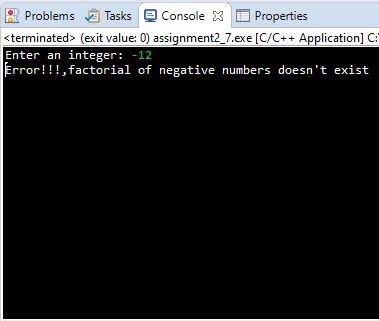 Problems Tasks Console Properties
<terminated> (exit value: 0) assignment2_7.exe [C/C++ Application] C:
Enter an integer: -12
Error!!!,factorial of negative numbers doesn't exist